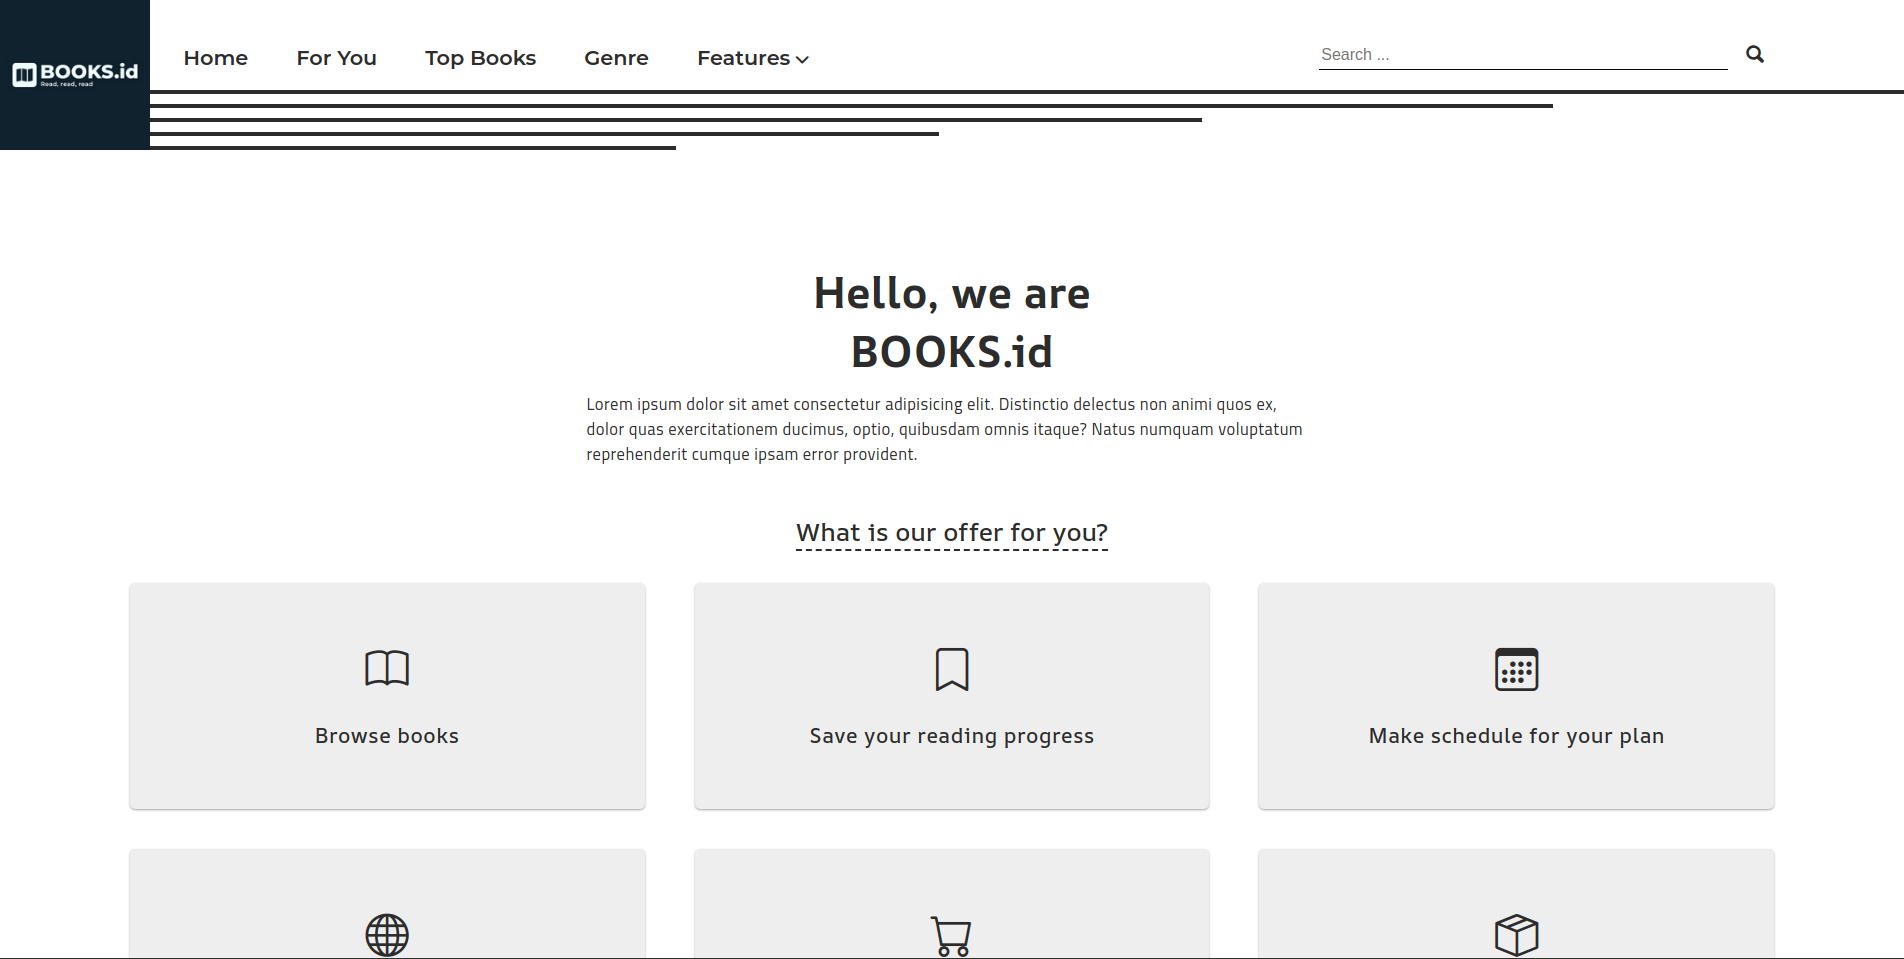 BOOKS.id
Read, read, read
Home
For You
Top Books
Genre
Features
Search ...
Hello, we are
BOOKS.id
Lorem ipsum dolor sit amet consectetur adipisicing elit. Distinctio delectus non animi quos ex,
dolor quas exercitationem ducimus, optio, quibusdam omnis itaque? Natus numquam voluptatum
reprehenderit cumque ipsam error provident.
What is our offer for you?
Browse books
Save your reading progress
Make schedule for your plan